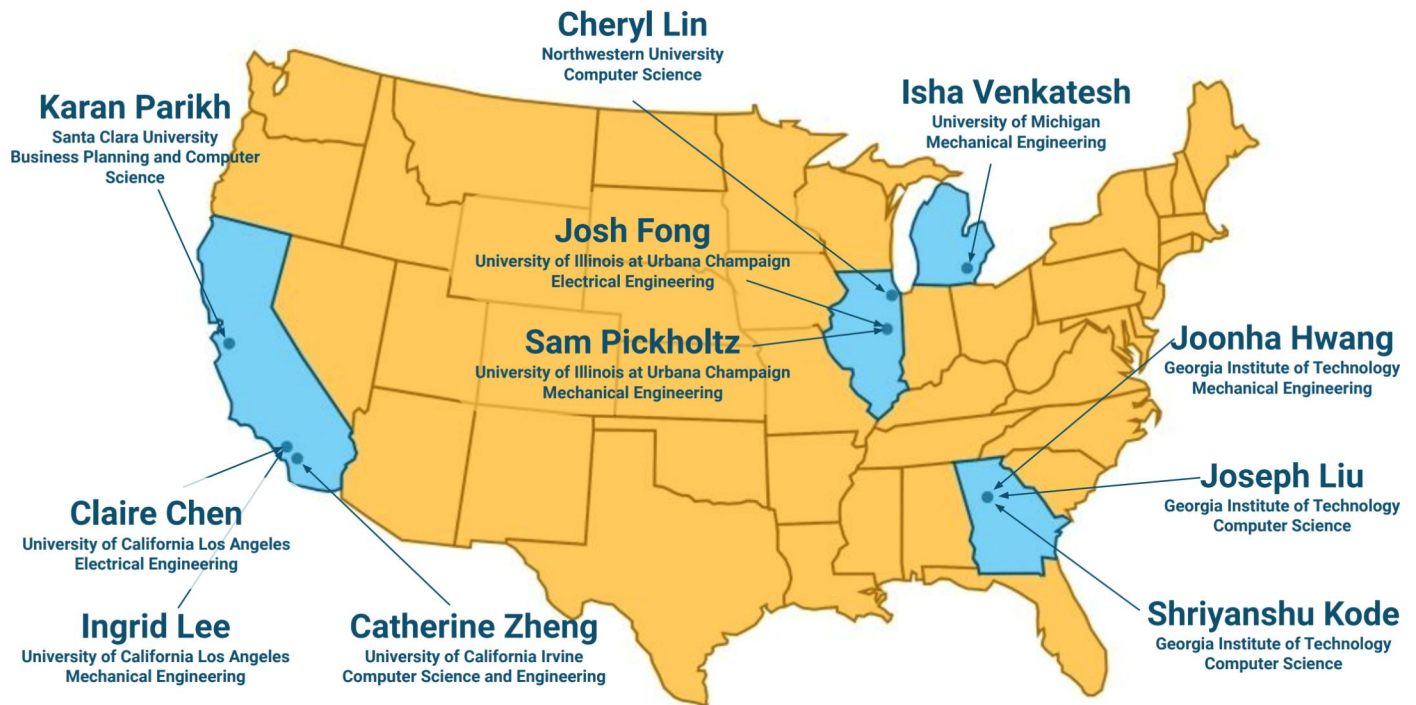 Cheryl Lin
Northwestern University
Computer Science
Karan Parikh
Santa Clara University
Business Planning and Computer
Science
Isha Venkatesh
University of Michigan
Mechanical Engineering
Josh Fong
University of Illinois at Urbana Champaign
Electrical Engineering
Sam Pickholtz
University of Illinois at Urbana Champaign
Mechanical Engineering
Joonha Hwang
Georgia Institute of Technology
Mechanical Engineering
Joseph Liu
Georgia Institute of Technology
Computer Science
Claire Chen
University of California Los Angeles
Electrical Engineering
Ingrid Lee
University of California Los Angeles
Mechanical Engineering
Catherine Zheng
University of California Irvine
Computer Science and Engineering
Shriyanshu Kode
Georgia Institute of Technology
Computer Science